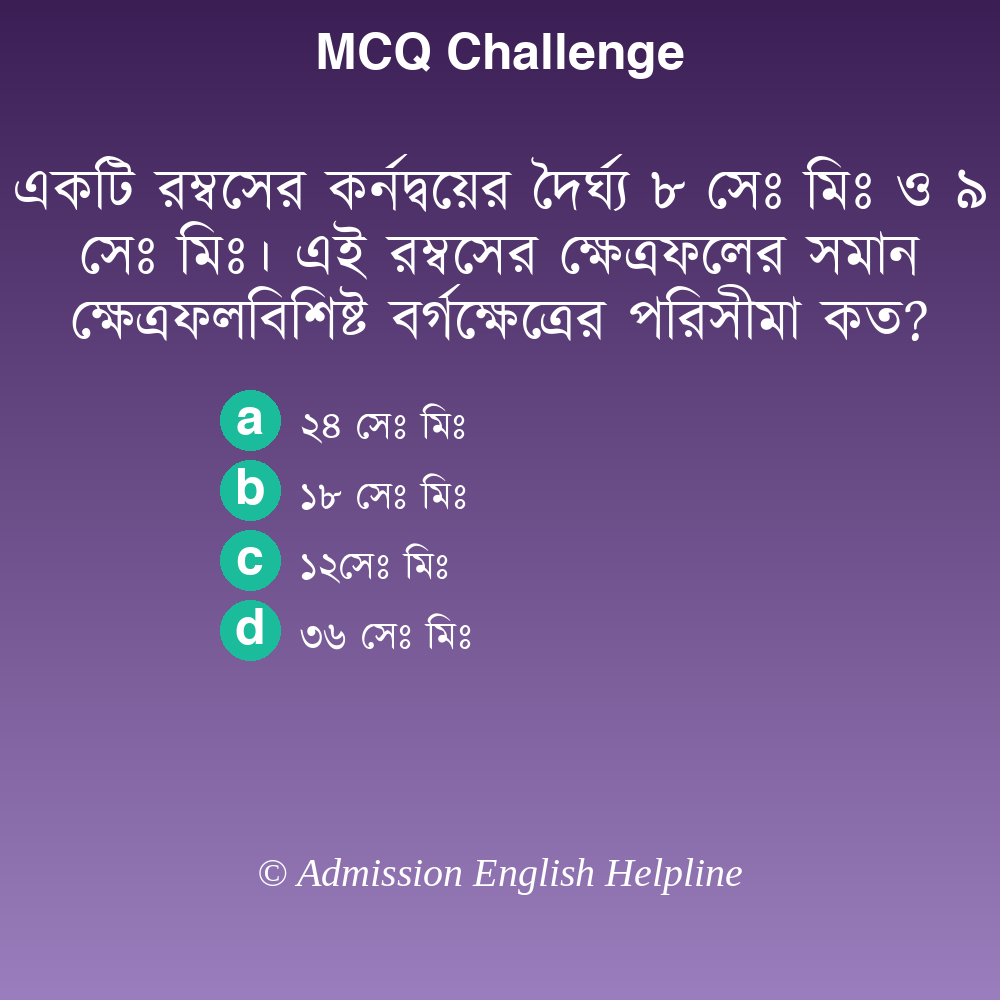 MCQ Challenge
একটি রম্বসের কর্নদ্বয়ের দৈর্ঘ্য ৮ সেঃ মিঃ ও ৯
সেঃ মিঃ। এই রম্বসের ক্ষেত্রফলের সমান
ক্ষেত্রফলবিশিষ্ট বর্গক্ষেত্রের পরিসীমা কত?
a ২৪ সেঃ মিঃ
b ১৮ সেঃ মিঃ
c ১২সেঃ মিঃ
d ৩৬ সেঃ মিঃ
© Admission English Helpline